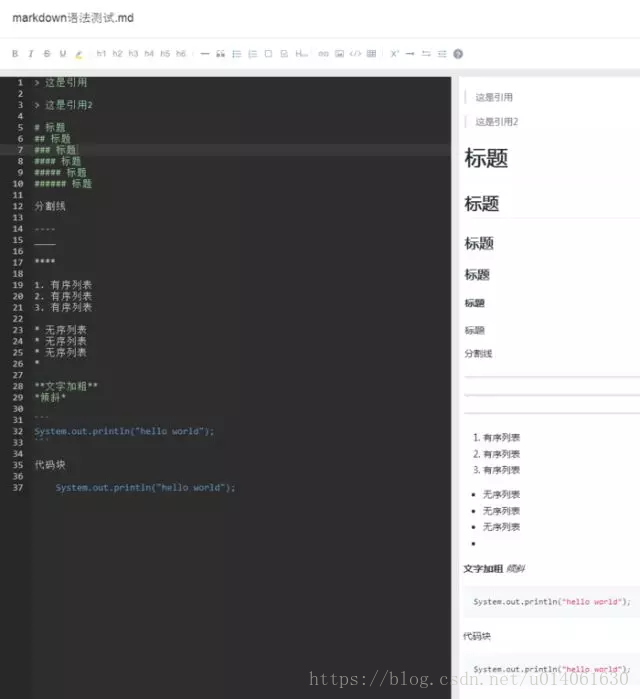 markdown语法测试.md
B I S U h1 h2 h3 h4 h5 h6
1 > 这是引用
2
3 > 这是引用2
4
5 # 标题
6 ## 标题
7 ### 标题
8 #### 标题
9 ##### 标题
10 ###### 标题
11
12 分割线
13
14 ----
15 ____
16
17 ****
18
19 1. 有序列表
20 2. 有序列表
21 3. 有序列表
22
23 * 无序列表
24 * 无序列表
25 * 无序列表
26 *
27
28 **文字加粗**
29 *倾斜*
30
31 ```
32 System.out.println("hello world");
33 ```
34
35 代码块
36
37 System.out.println("hello world");
这是引用
这是引用2
标题
标题
标题
标题
标题
标题
分割线
1. 有序列表
2. 有序列表
3. 有序列表
• 无序列表
• 无序列表
• 无序列表
•
文字加粗 倾斜
System.out.println("hello world");
代码块
System.out.println("hello world");
https://blog.csdn.net/u014061630